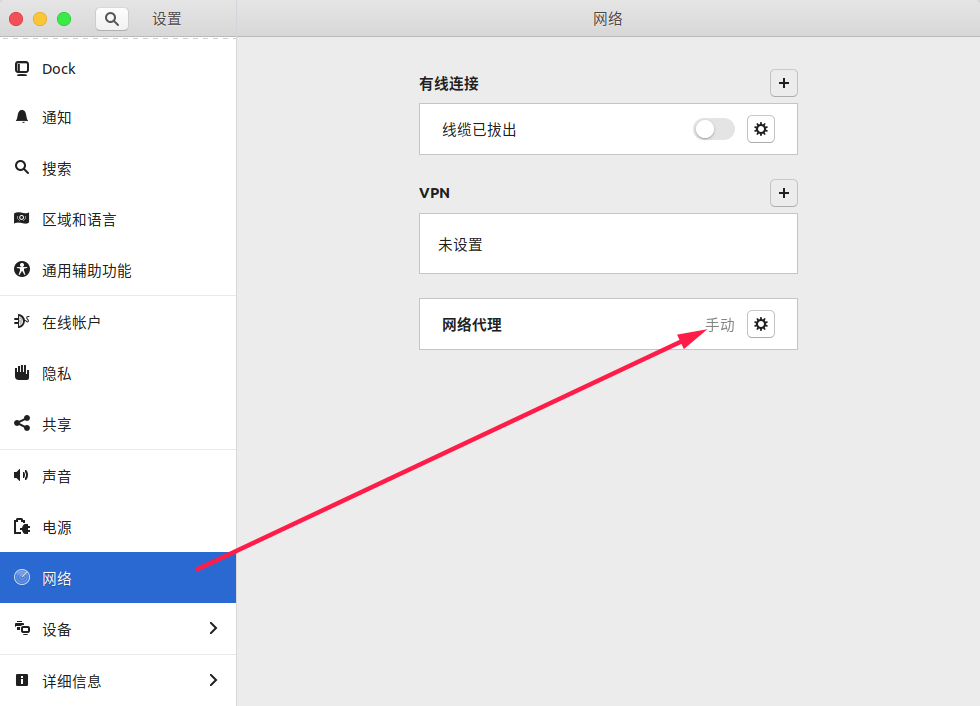 设置
网络
Dock
通知
搜索
区域和语言
通用辅助功能
在线帐户
隐私
共享
声音
电源
网络
设备
详细信息
有线连接
线缆已拔出
VPN
未设置
网络代理 手动